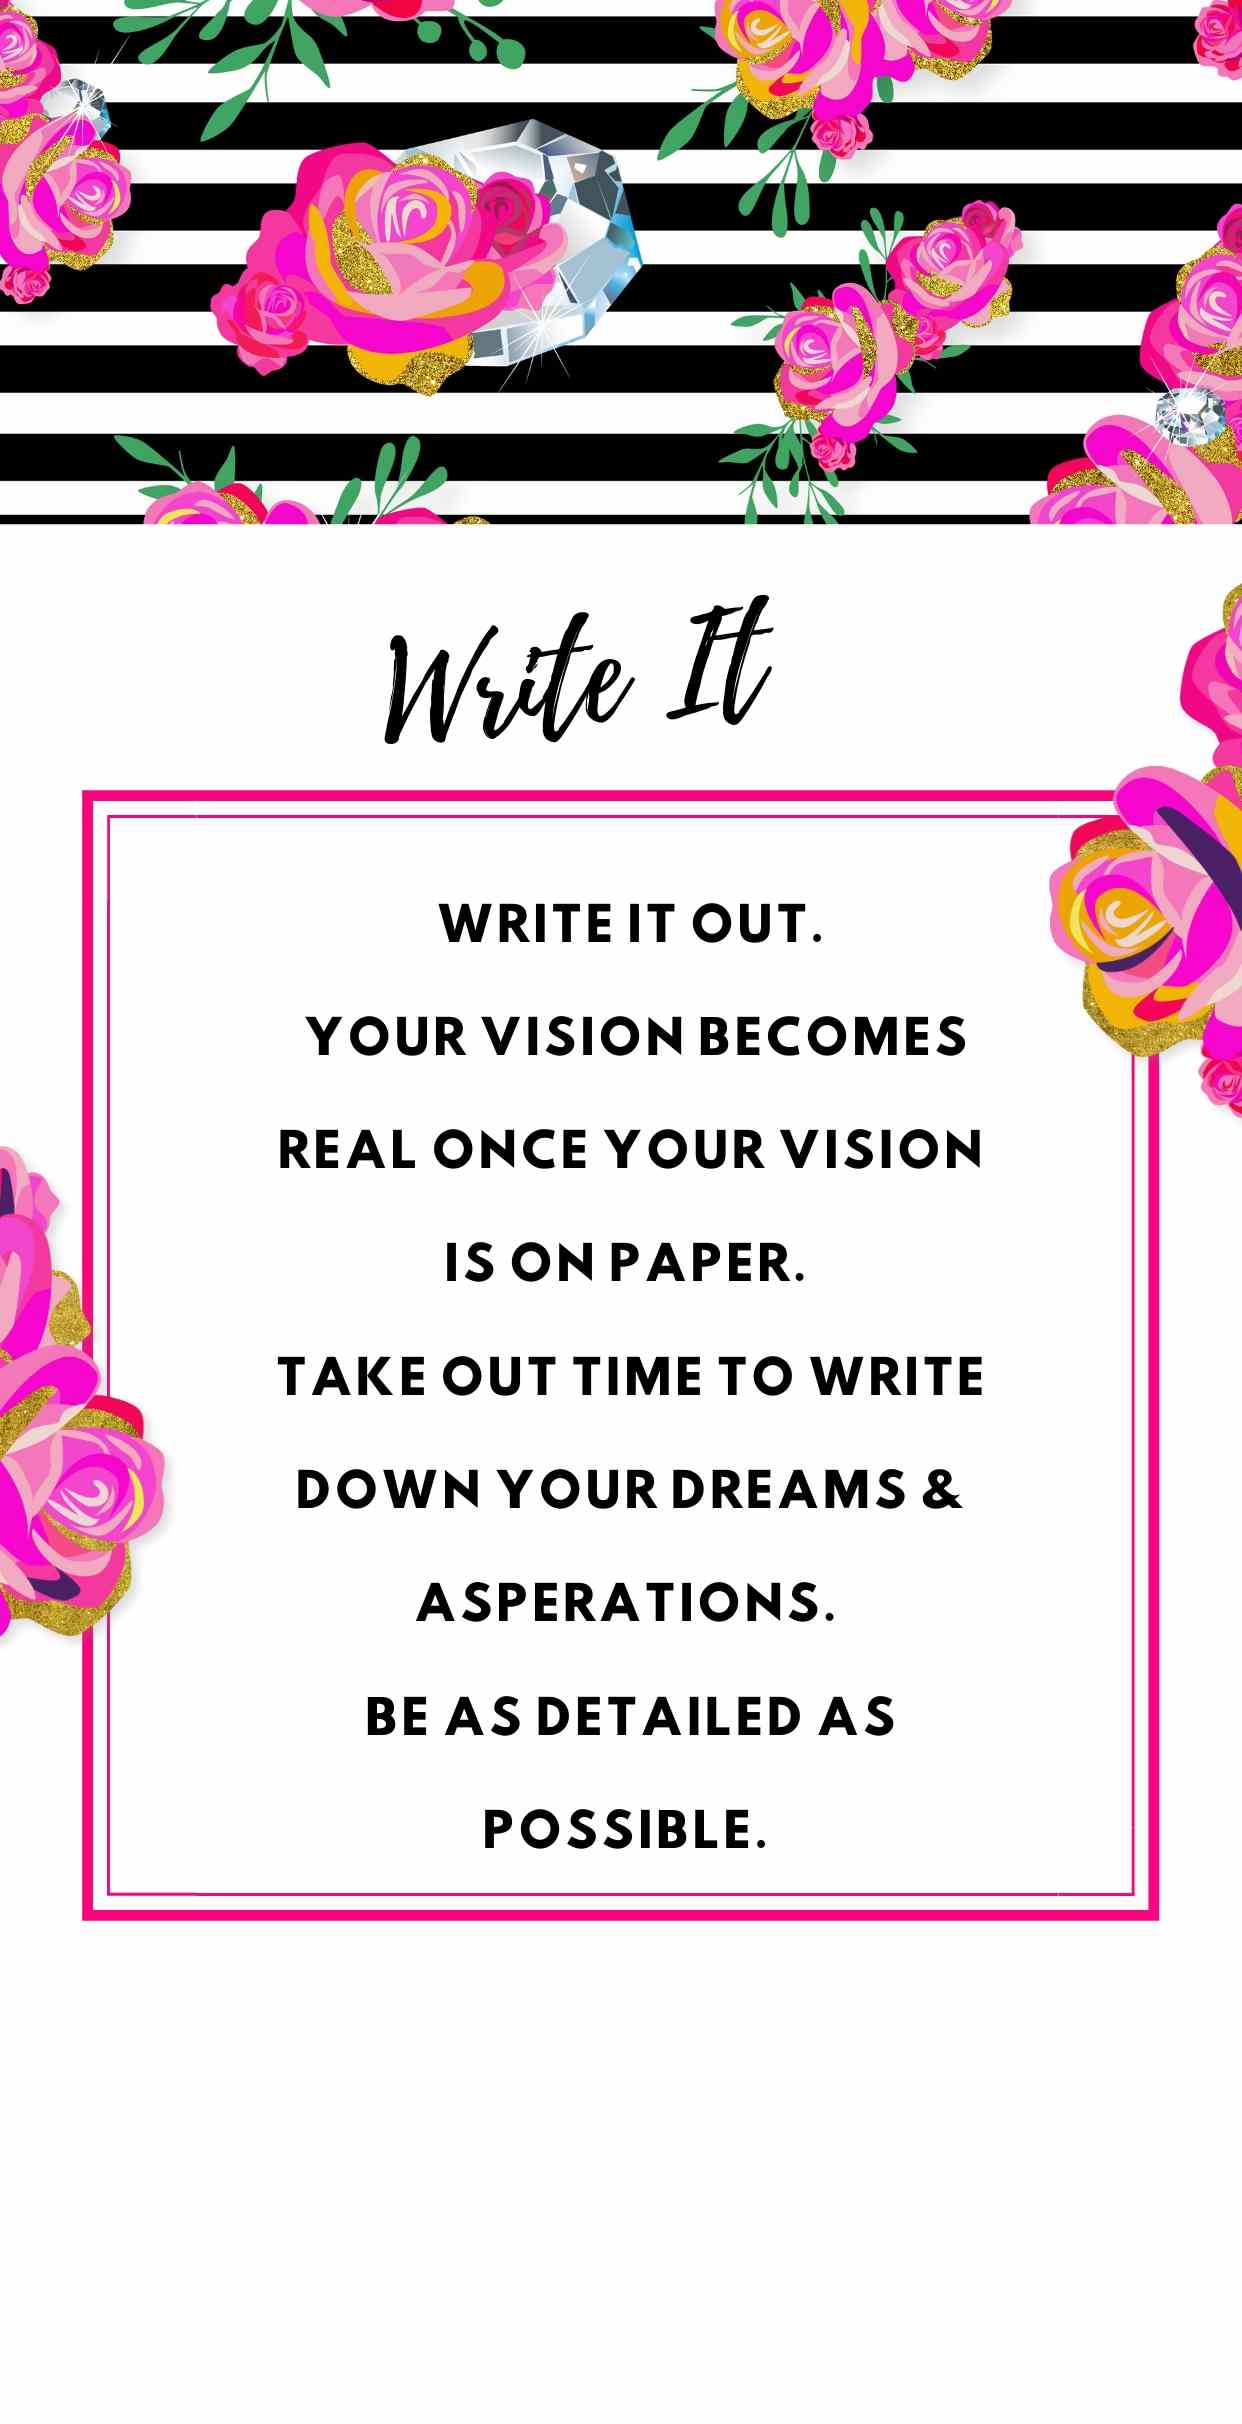 Write It
WRITE IT OUT.
YOUR VISION BECOMES
REAL ONCE YOUR VISION
IS ON PAPER.
TAKE OUT TIME TO WRITE
DOWN YOUR DREAMS &
ASPERATIONS.
BE AS DETAILED AS
POSSIBLE.